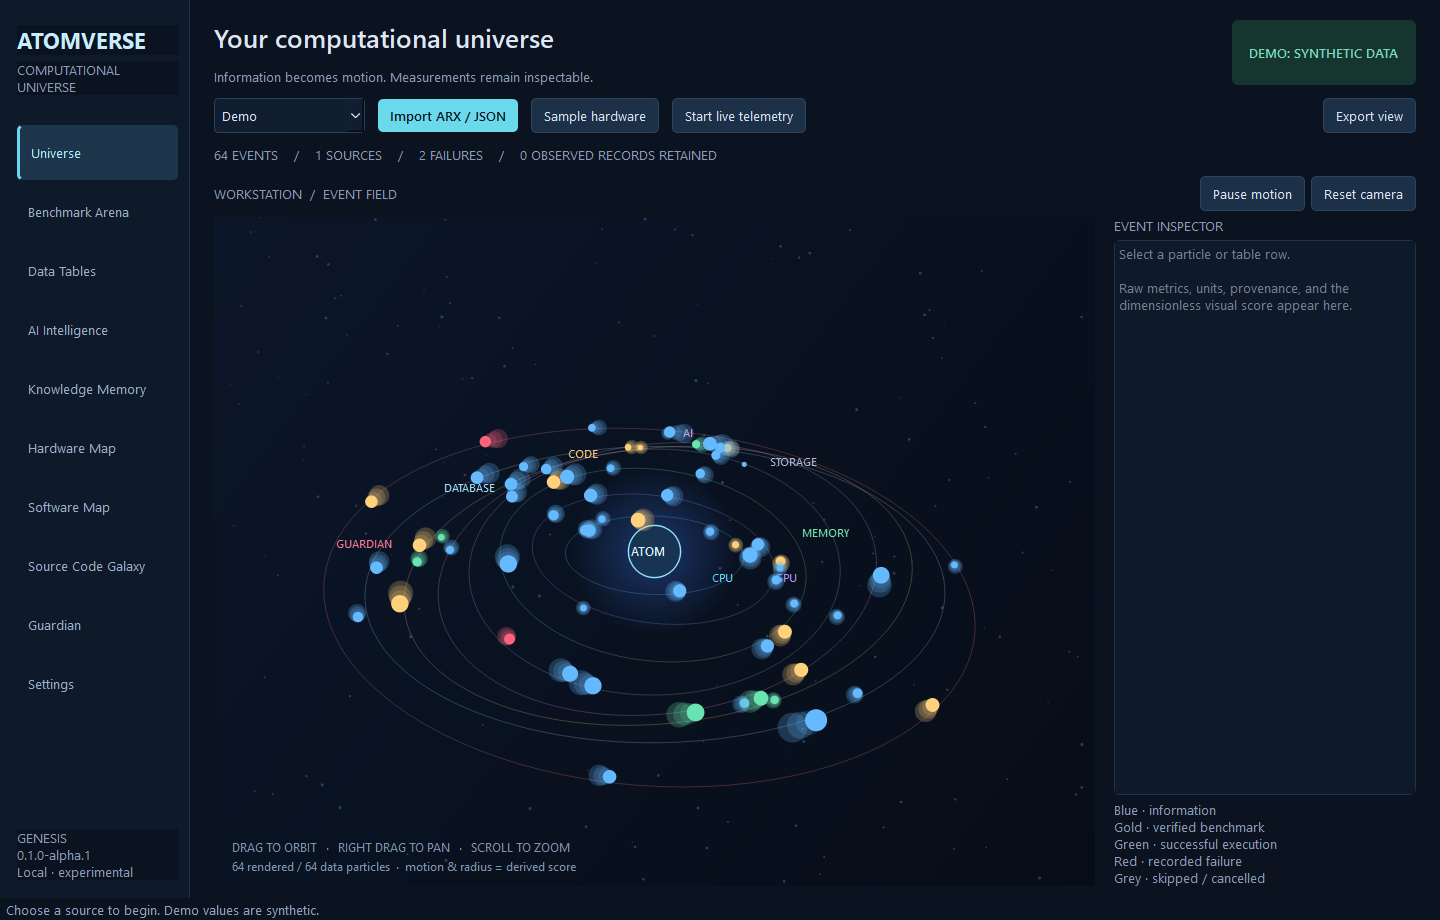 ATOMVERSE
COMPUTATIONAL
UNIVERSE
Universe
Benchmark Arena
Data Tables
AI Intelligence
Knowledge Memory
Hardware Map
Software Map
Source Code Galaxy
Guardian
Settings
GENESIS
0.1.0-alpha.1
Local · experimental
Your computational universe
Information becomes motion. Measurements remain inspectable.
DEMO: SYNTHETIC DATA
Demo
Import ARX / JSON
Sample hardware
Start live telemetry
Export view
64 EVENTS / 1 SOURCES / 2 FAILURES / 0 OBSERVED RECORDS RETAINED
WORKSTATION / EVENT FIELD
Pause motion
Reset camera
AI
CODE
STORAGE
DATABASE
MEMORY
GUARDIAN
ATOM
CPU
GPU
DRAG TO ORBIT · RIGHT DRAG TO PAN · SCROLL TO ZOOM
64 rendered / 64 data particles · motion & radius = derived score
EVENT INSPECTOR
Select a particle or table row.
Raw metrics, units, provenance, and the
dimensionless visual score appear here.
Blue · information
Gold · verified benchmark
Green · successful execution
Red · recorded failure
Grey · skipped / cancelled
Choose a source to begin. Demo values are synthetic.